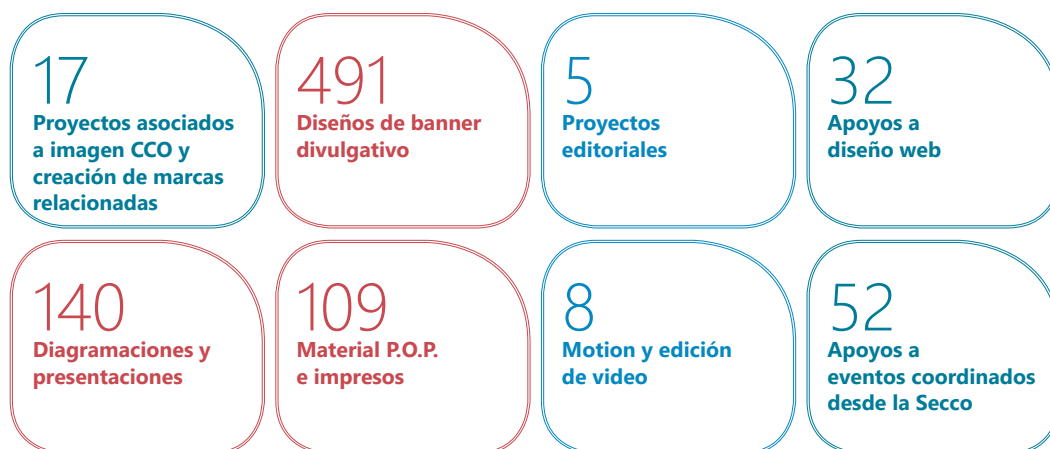 17
Proyectos asociados
a imagen CCO y
creación de marcas
relacionadas
491
Diseños de banner
divulgativo
5
Proyectos
editoriales
32
Apoyos a
diseño web
140
Diagramaciones y
presentaciones
109
Material P.O.P.
e impresos
8
Motion y edición
de video
52
Apoyos a
eventos coordinados
desde la Secco